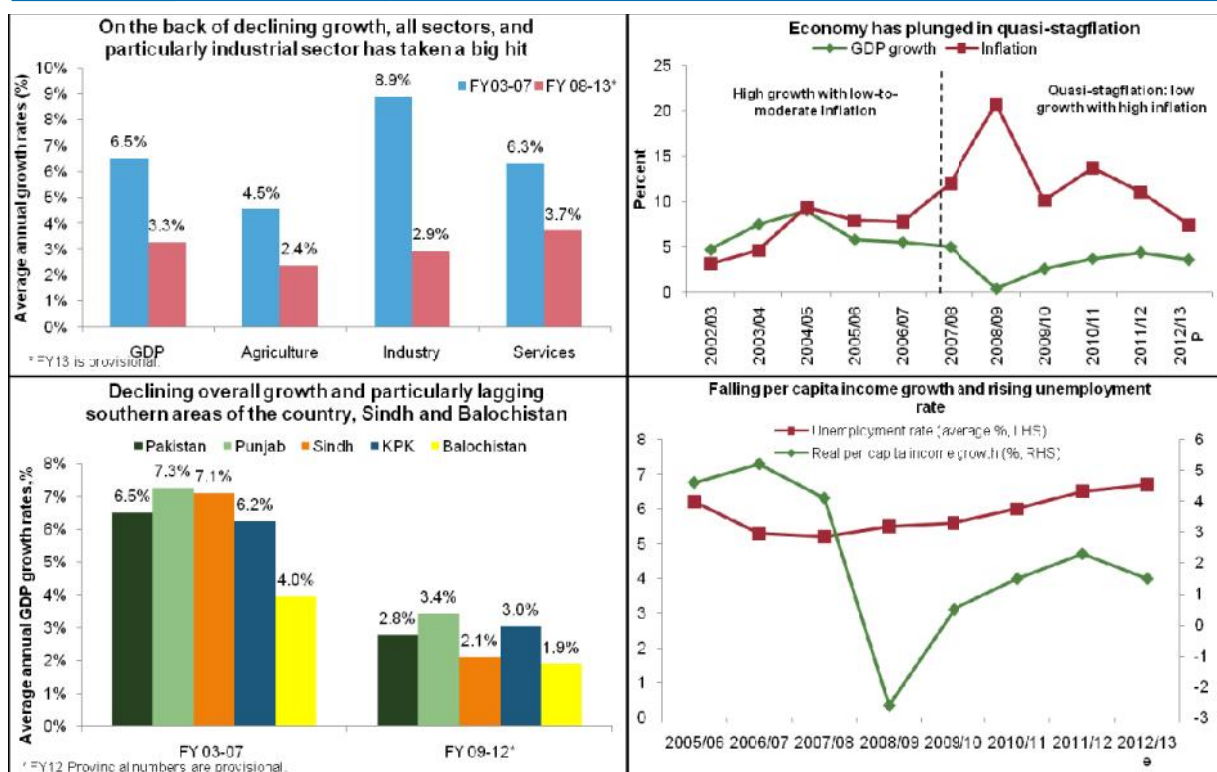 On the back of declining growth, all sectors, and
particularly industrial sector has taken a big hit
FY03-07
FY 08-13*
Average annual growth rates (%)
10%
9%
8%
7%
6%
5%
4%
3%
2%
1%
0%
6.5%
3.3%
4.5%
2.4%
8.9%
2.9%
6.3%
3.7%
GDP
Agriculture
Industry
Services
* FY13 is provisional.
Economy has plunged in quasi-stagflation
GDP growth
Inflation
High growth with low-to-
moderate inflation
Quasi-stagflation: low
growth with high inflation
Percent
25
20
15
10
5
0
2002/03
2003/04
2004/05
2005/06
2006/07
2007/08
2008/09
2009/10
2010/11
2011/12
2012/13
P
Declining overall growth and particularly lagging
southern areas of the country, Sindh and Balochistan
Pakistan
Punjab
Sindh
KPK
Balochistan
Average annual GDP growth rates,%
8%
7%
6%
5%
4%
3%
2%
1%
0%
6.5%
7.3%
7.1%
6.2%
4.0%
2.8%
3.4%
2.1%
3.0%
1.9%
FY 03-07
FY 09-12*
* FY12 Provincial numbers are provisional.
Falling per capita income growth and rising unemployment
rate
Unemployment rate (average %, LHS)
Real per capita income growth (%, RHS)
8
7
6
5
4
3
2
1
0
6
5
4
3
2
1
0
-1
-2
-3
2005/06
2006/07
2007/08
2008/09
2009/10
2010/11
2011/12
2012/13
e